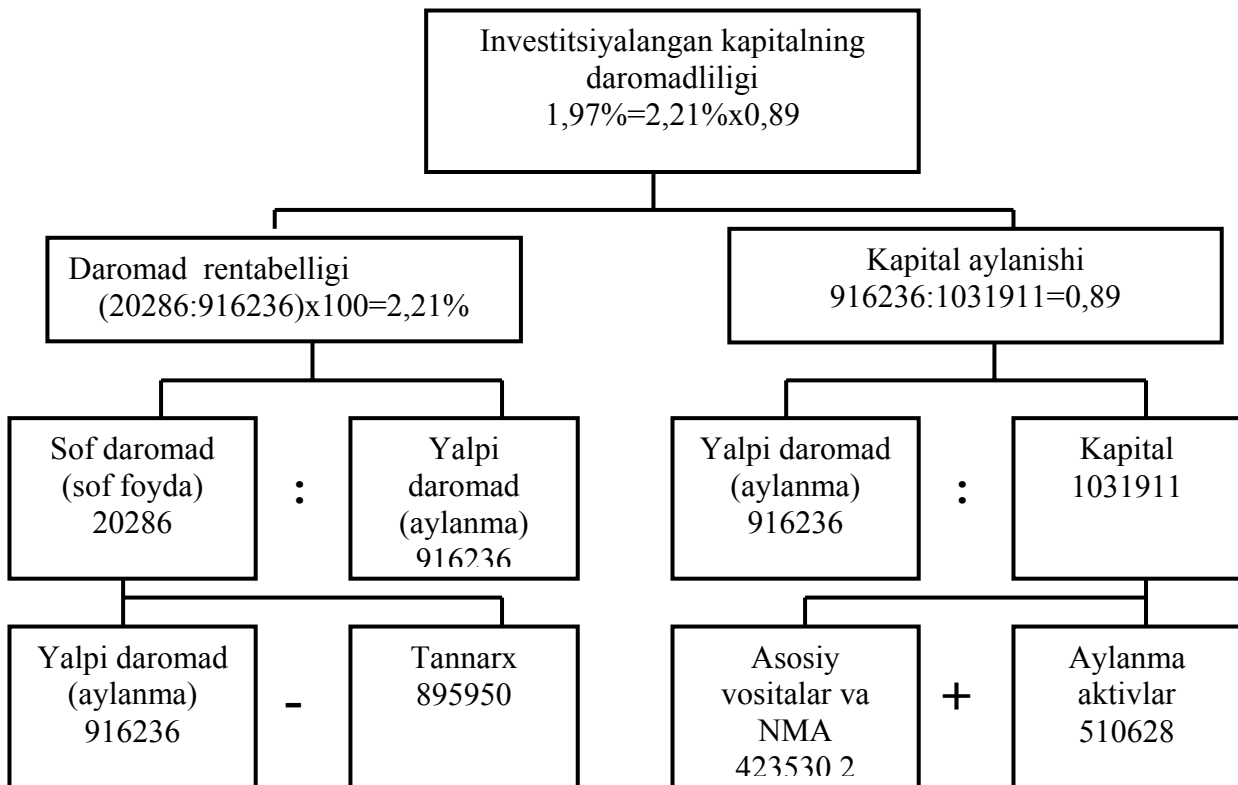 Investitsiyalangan kapitalning
daromadliligi
1,97%=2,21%x0,89
Daromad rentabelligi
(20286:916236)x100=2,21%
Kapital aylanishi
916236:1031911=0,89
Sof daromad
(sof foyda)
20286
:
Yalpi
daromad
(aylanma)
916236
Yalpi daromad
(aylanma)
916236
:
Kapital
1031911
Yalpi daromad
(aylanma)
916236
-
Tannarx
895950
Asosiy
vositalar va
NMA
423530 2
+
Aylanma
aktivlar
510628